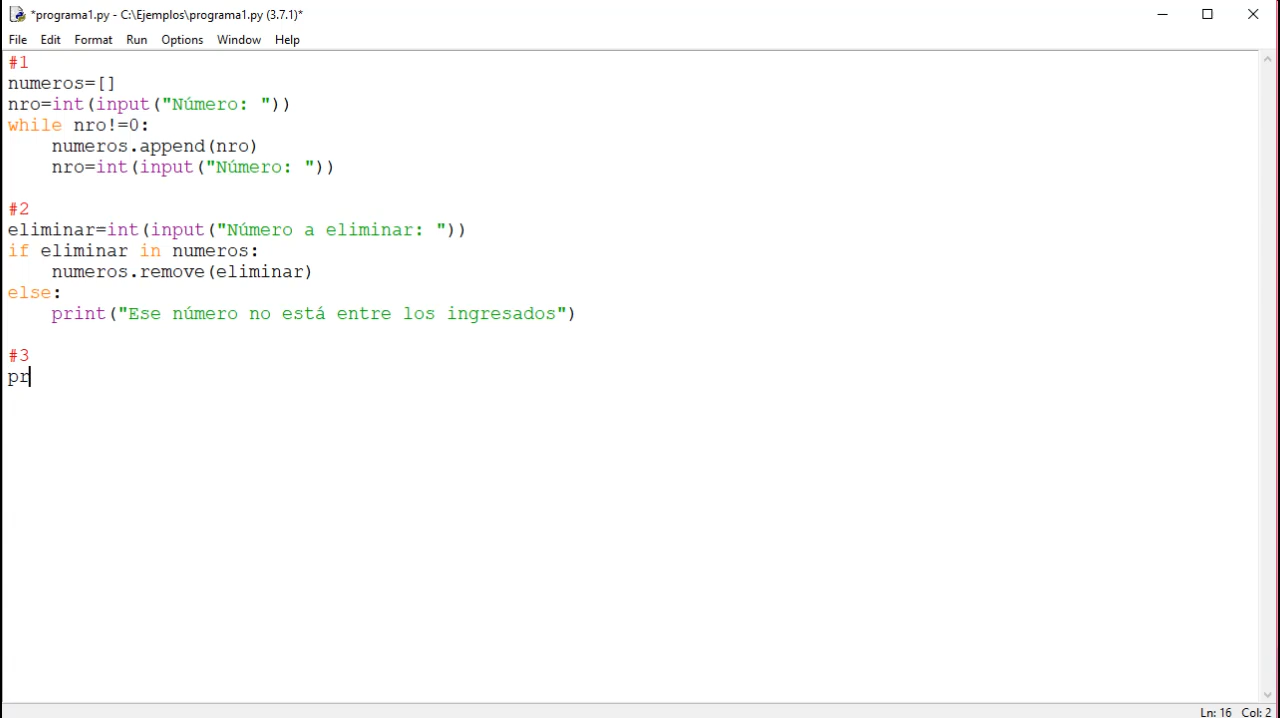 *programa1.py - C:\Ejemplos\programa1.py (3.7.1)*
File Edit Format Run Options Window Help
#1
numeros=[]
nro=int(input("Número: "))
while nro!=0:
    numeros.append(nro)
    nro=int(input("Número: "))
#2
eliminar=int(input("Número a eliminar: "))
if eliminar in numeros:
    numeros.remove(eliminar)
else:
    print("Ese número no está entre los ingresados")
#3
pr
Ln: 16 Col: 2